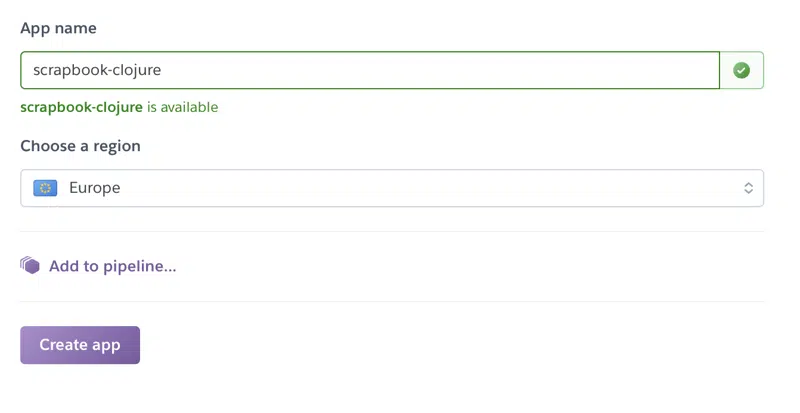 App name
scrapbook-clojure
scrapbook-clojure is available
Choose a region
Europe
Add to pipeline...
Create app